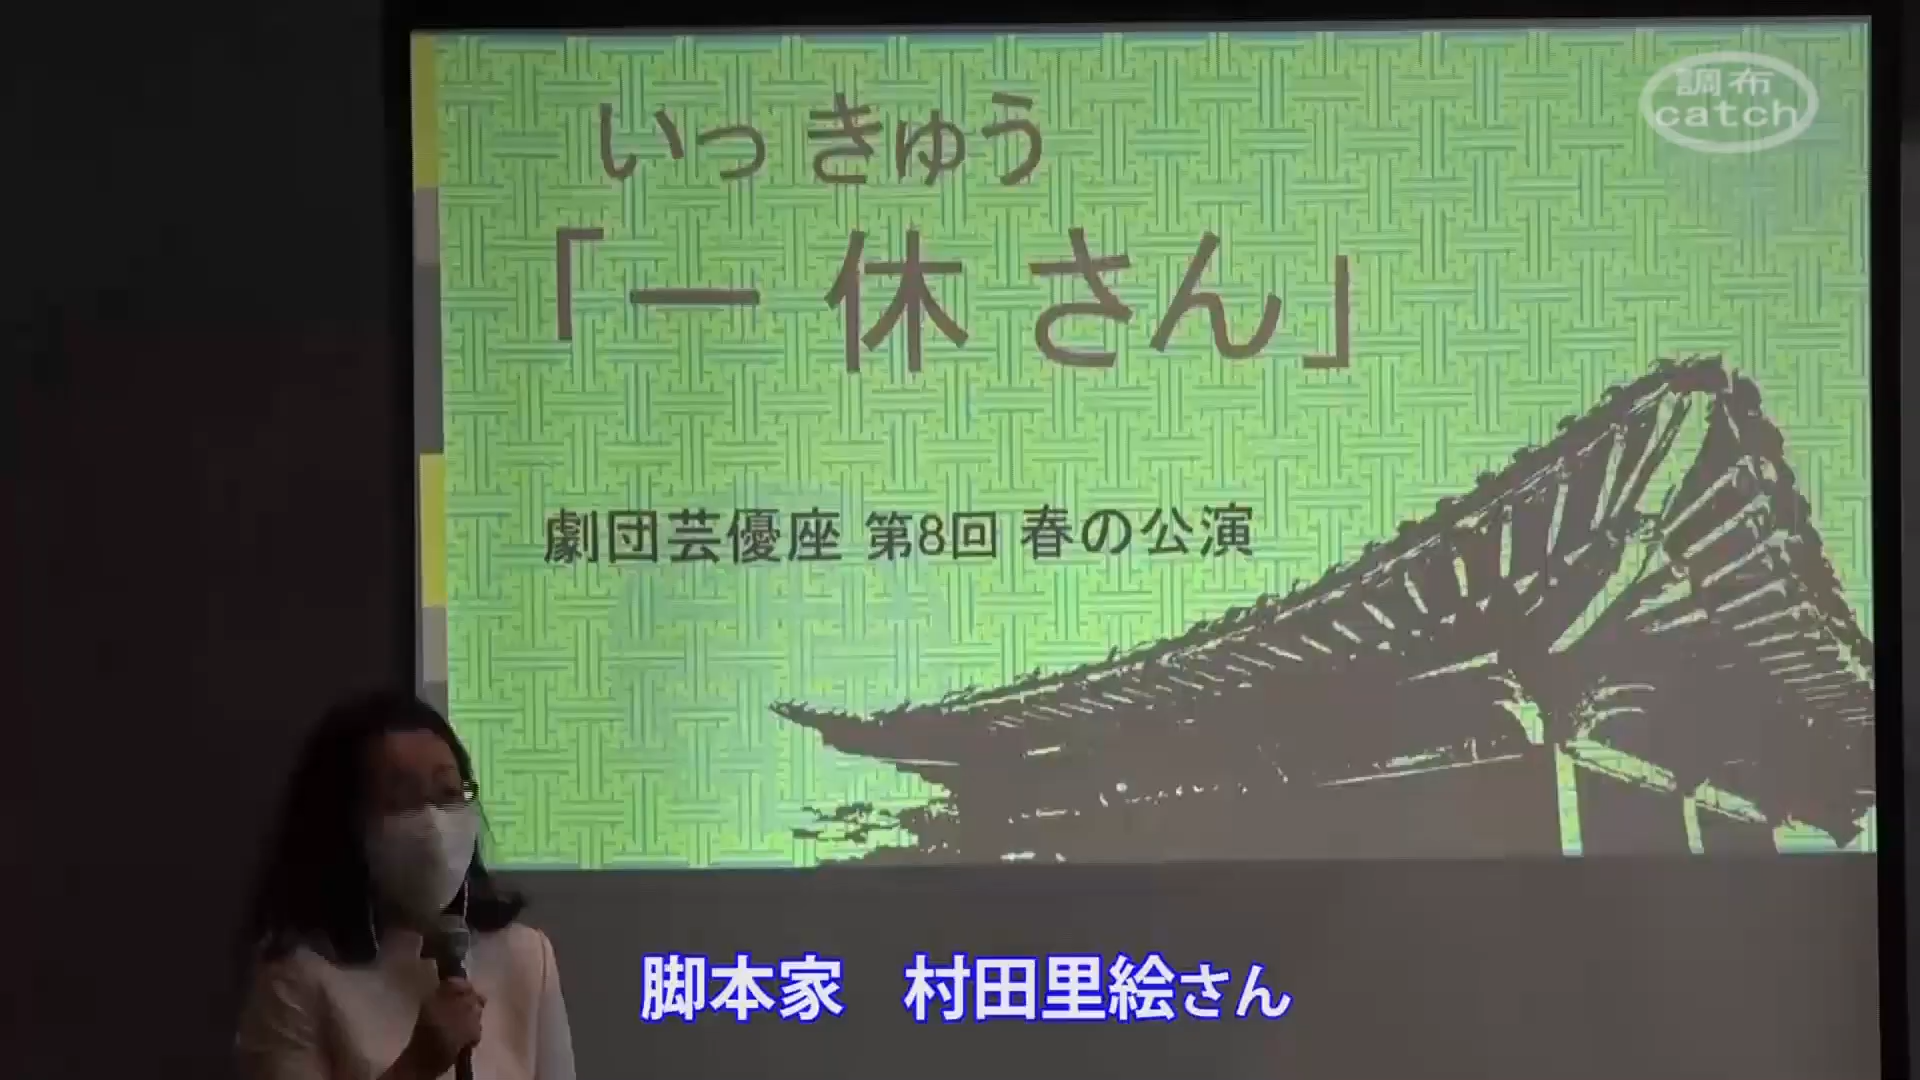 調布
catch
いっ きゅう
「一 休 さん」
劇団芸優座 第8回 春の公演
脚本家　村田里絵さん